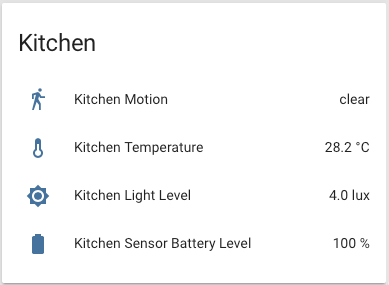 Kitchen
Kitchen Motion clear
Kitchen Temperature 28.2 °C
Kitchen Light Level 4.0 lux
Kitchen Sensor Battery Level 100 %